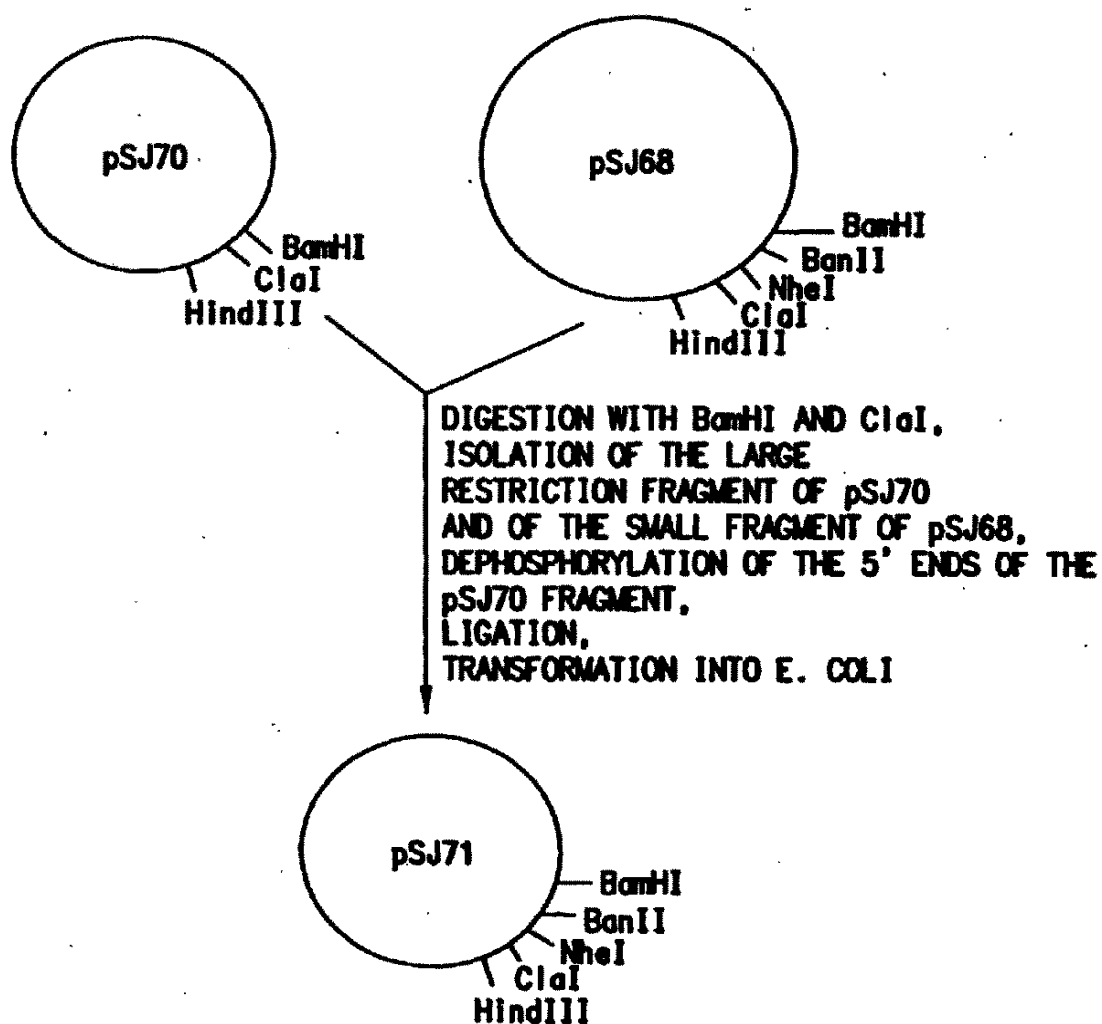 pSJ70
BamHI
ClaI
HindIII
pSJ68
BamHI
BanII
NheI
ClaI
HindIII
DIGESTION WITH BamHI AND ClaI,
ISOLATION OF THE LARGE
RESTRICTION FRAGMENT OF pSJ70
AND OF THE SMALL FRAGMENT OF pSJ68,
DEPHOSPHORYLATION OF THE 5' ENDS OF THE
pSJ70 FRAGMENT,
LIGATION,
TRANSFORMATION INTO E. COLI
pSJ71
BamHI
BanII
NheI
ClaI
HindIII